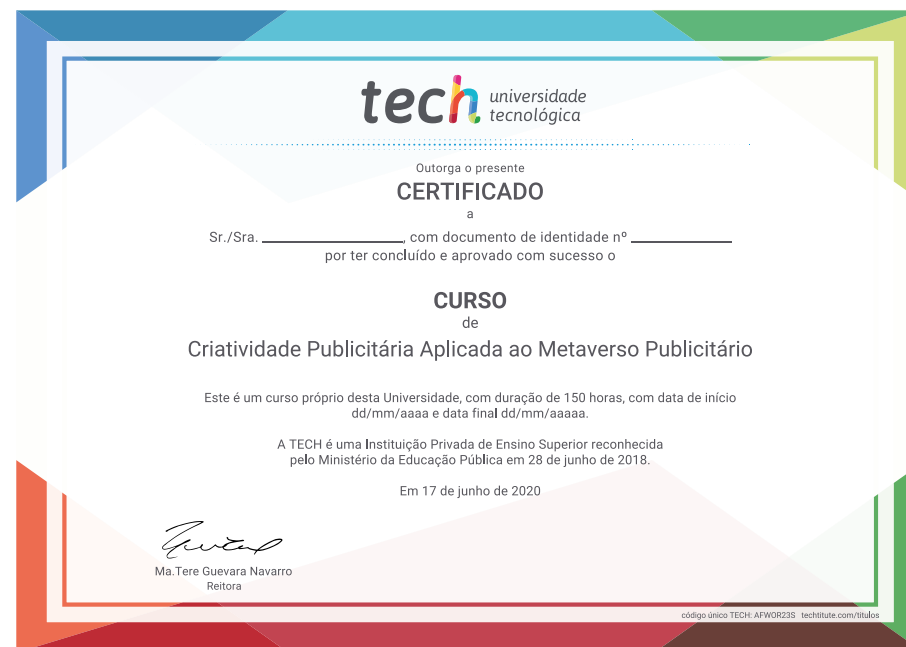 tech universidade
tecnológica
Outorga o presente
CERTIFICADO
a
Sr./Sra. ____________________, com documento de identidade nº ______________
por ter concluído e aprovado com sucesso o
CURSO
de
Criatividade Publicitária Aplicada ao Metaverso Publicitário
Este é um curso próprio desta Universidade, com duração de 150 horas, com data de início
dd/mm/aaaa e data final dd/mm/aaaaa.
A TECH é uma Instituição Privada de Ensino Superior reconhecida
pelo Ministério da Educação Pública em 28 de junho de 2018.
Em 17 de junho de 2020
Ma.Tere Guevara Navarro
Reitora
código único TECH: AFWOR23S techtitute.com/títulos